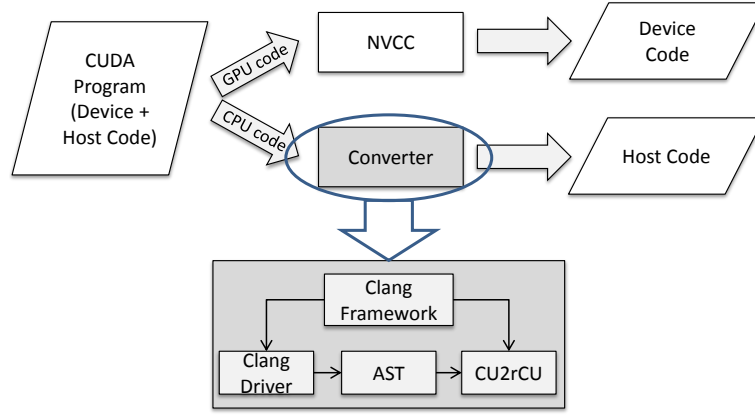 CUDA
Program
(Device +
Host Code)
GPU code
CPU code
NVCC
Device
Code
Converter
Host Code
Clang
Framework
Clang
Driver
AST
CU2rCU